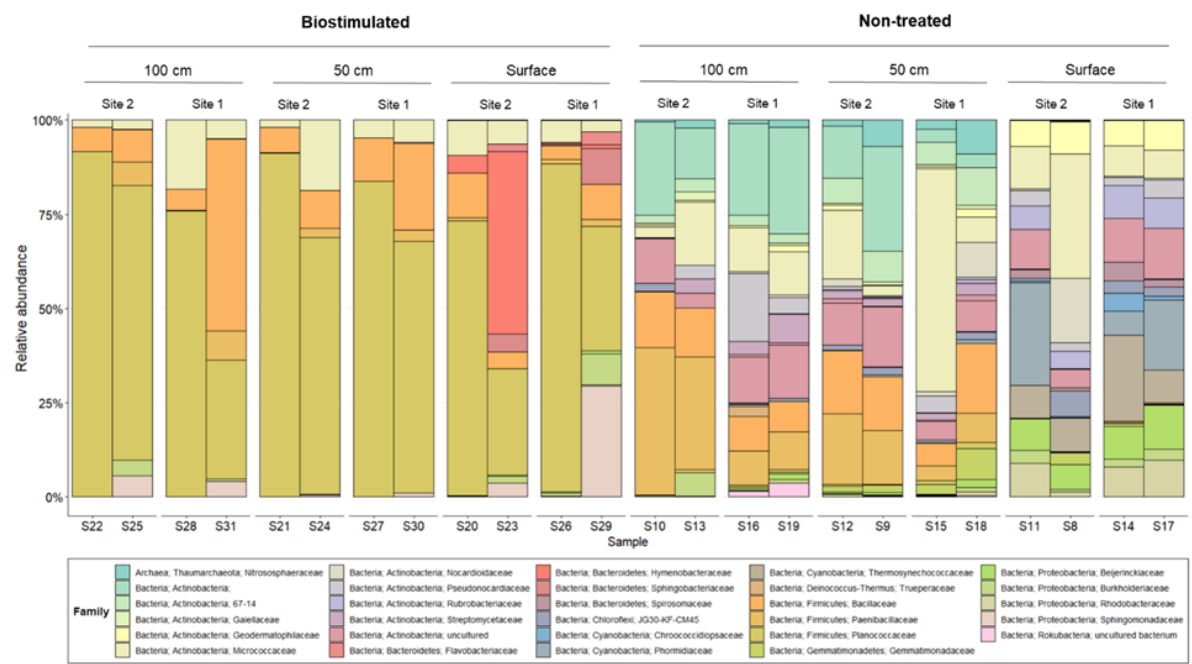 Biostimulated Non-treated
100 cm 50 cm Surface 100 cm 50 cm Surface
Site 2 Site 1 Site 2 Site 1 Site 2 Site 1 Site 2 Site 1 Site 2 Site 1 Site 2 Site 1
100%
75%
50%
25%
0%
Relative abundance
S22 S25 S28 S31 S21 S24 S27 S30 S20 S23 S26 S29 S10 S13 S16 S19 S12 S9 S15 S18 S11 S8 S14 S17
Sample
Family
Archaea; Thaumarchaeota; Nitrososphaeraceae
Bacteria; Actinobacteria;
Bacteria; Actinobacteria; 67-14
Bacteria; Actinobacteria; Gaiellaceae
Bacteria; Actinobacteria; Geodermatophilaceae
Bacteria; Actinobacteria; Micrococcaceae
Bacteria; Actinobacteria; Nocardioidaceae
Bacteria; Actinobacteria; Pseudonocardiaceae
Bacteria; Actinobacteria; Rubrobacteriaceae
Bacteria; Actinobacteria; Streptomycetaceae
Bacteria; Actinobacteria; uncultured
Bacteria; Bacteroidetes; Flavobacteriaceae
Bacteria; Bacteroidetes; Hymenobacteraceae
Bacteria; Bacteroidetes; Sphingobacteriaceae
Bacteria; Bacteroidetes; Spirosomaceae
Bacteria; Chloroflexi; JG30-KF-CM45
Bacteria; Cyanobacteria; Chroococcidiopsaceae
Bacteria; Cyanobacteria; Phormidiaceae
Bacteria; Cyanobacteria; Thermosynechococcaceae
Bacteria; Deinococcus-Thermus; Trueperaceae
Bacteria; Firmicutes; Bacillaceae
Bacteria; Firmicutes; Paenibacillaceae
Bacteria; Firmicutes; Planococcaceae
Bacteria; Gemmatimonadetes; Gemmatimonadaceae
Bacteria; Proteobacteria; Beijerinckiaceae
Bacteria; Proteobacteria; Burkholderiaceae
Bacteria; Proteobacteria; Rhodobacteraceae
Bacteria; Proteobacteria; Sphingomonadaceae
Bacteria; Rokubacteria; uncultured bacterium